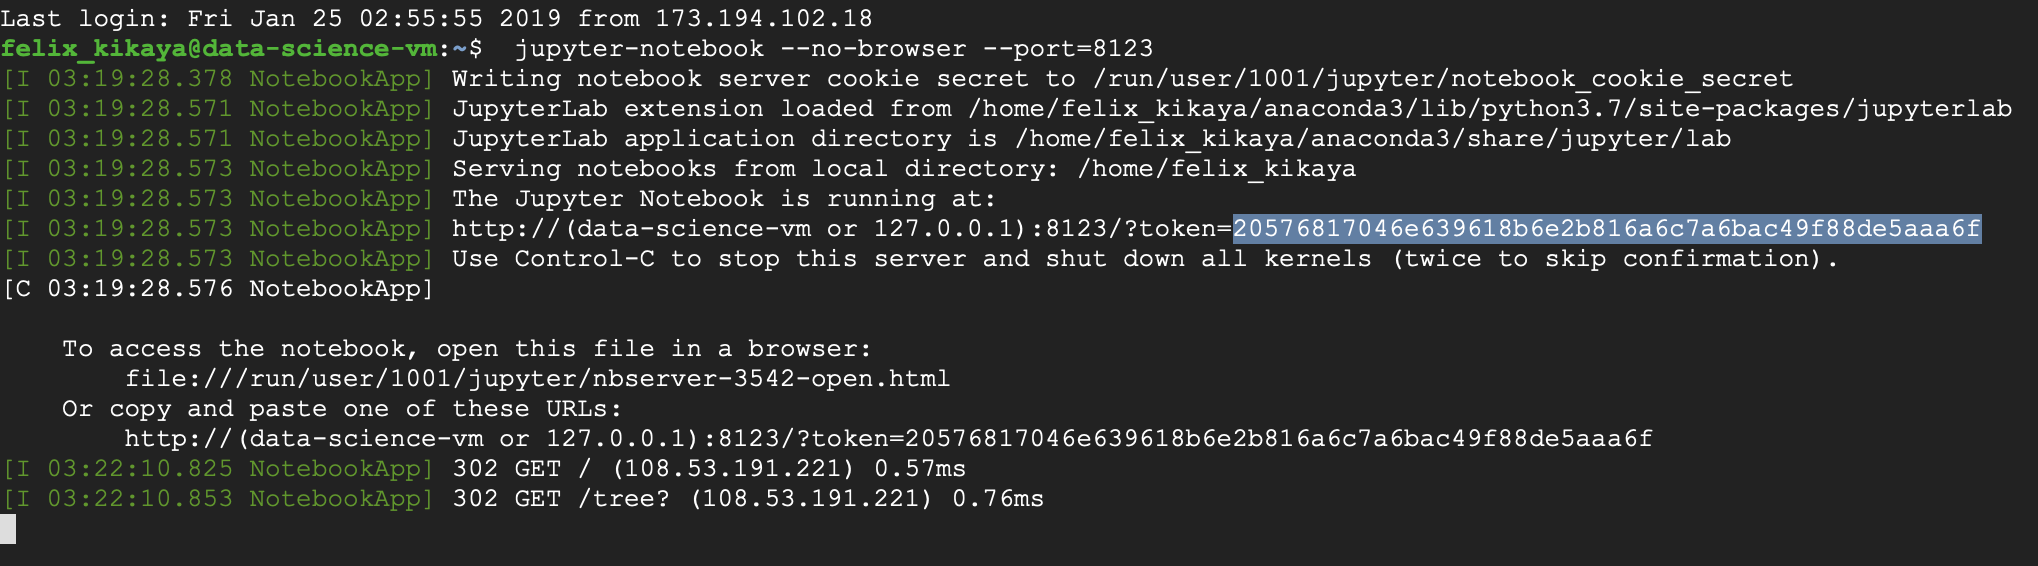 Last login: Fri Jan 25 02:55:55 2019 from 173.194.102.18
felix_kikaya@data-science-vm:~$  jupyter-notebook --no-browser --port=8123
[I 03:19:28.378 NotebookApp] Writing notebook server cookie secret to /run/user/1001/jupyter/notebook_cookie_secret
[I 03:19:28.571 NotebookApp] JupyterLab extension loaded from /home/felix_kikaya/anaconda3/lib/python3.7/site-packages/jupyterlab
[I 03:19:28.571 NotebookApp] JupyterLab application directory is /home/felix_kikaya/anaconda3/share/jupyter/lab
[I 03:19:28.573 NotebookApp] Serving notebooks from local directory: /home/felix_kikaya
[I 03:19:28.573 NotebookApp] The Jupyter Notebook is running at:
[I 03:19:28.573 NotebookApp] http://(data-science-vm or 127.0.0.1):8123/?token=20576817046e639618b6e2b816a6c7a6bac49f88de5aaa6f
[I 03:19:28.573 NotebookApp] Use Control-C to stop this server and shut down all kernels (twice to skip confirmation).
[C 03:19:28.576 NotebookApp]
    To access the notebook, open this file in a browser:
        file:///run/user/1001/jupyter/nbserver-3542-open.html
    Or copy and paste one of these URLs:
        http://(data-science-vm or 127.0.0.1):8123/?token=20576817046e639618b6e2b816a6c7a6bac49f88de5aaa6f
[I 03:22:10.825 NotebookApp] 302 GET / (108.53.191.221) 0.57ms
[I 03:22:10.853 NotebookApp] 302 GET /tree? (108.53.191.221) 0.76ms